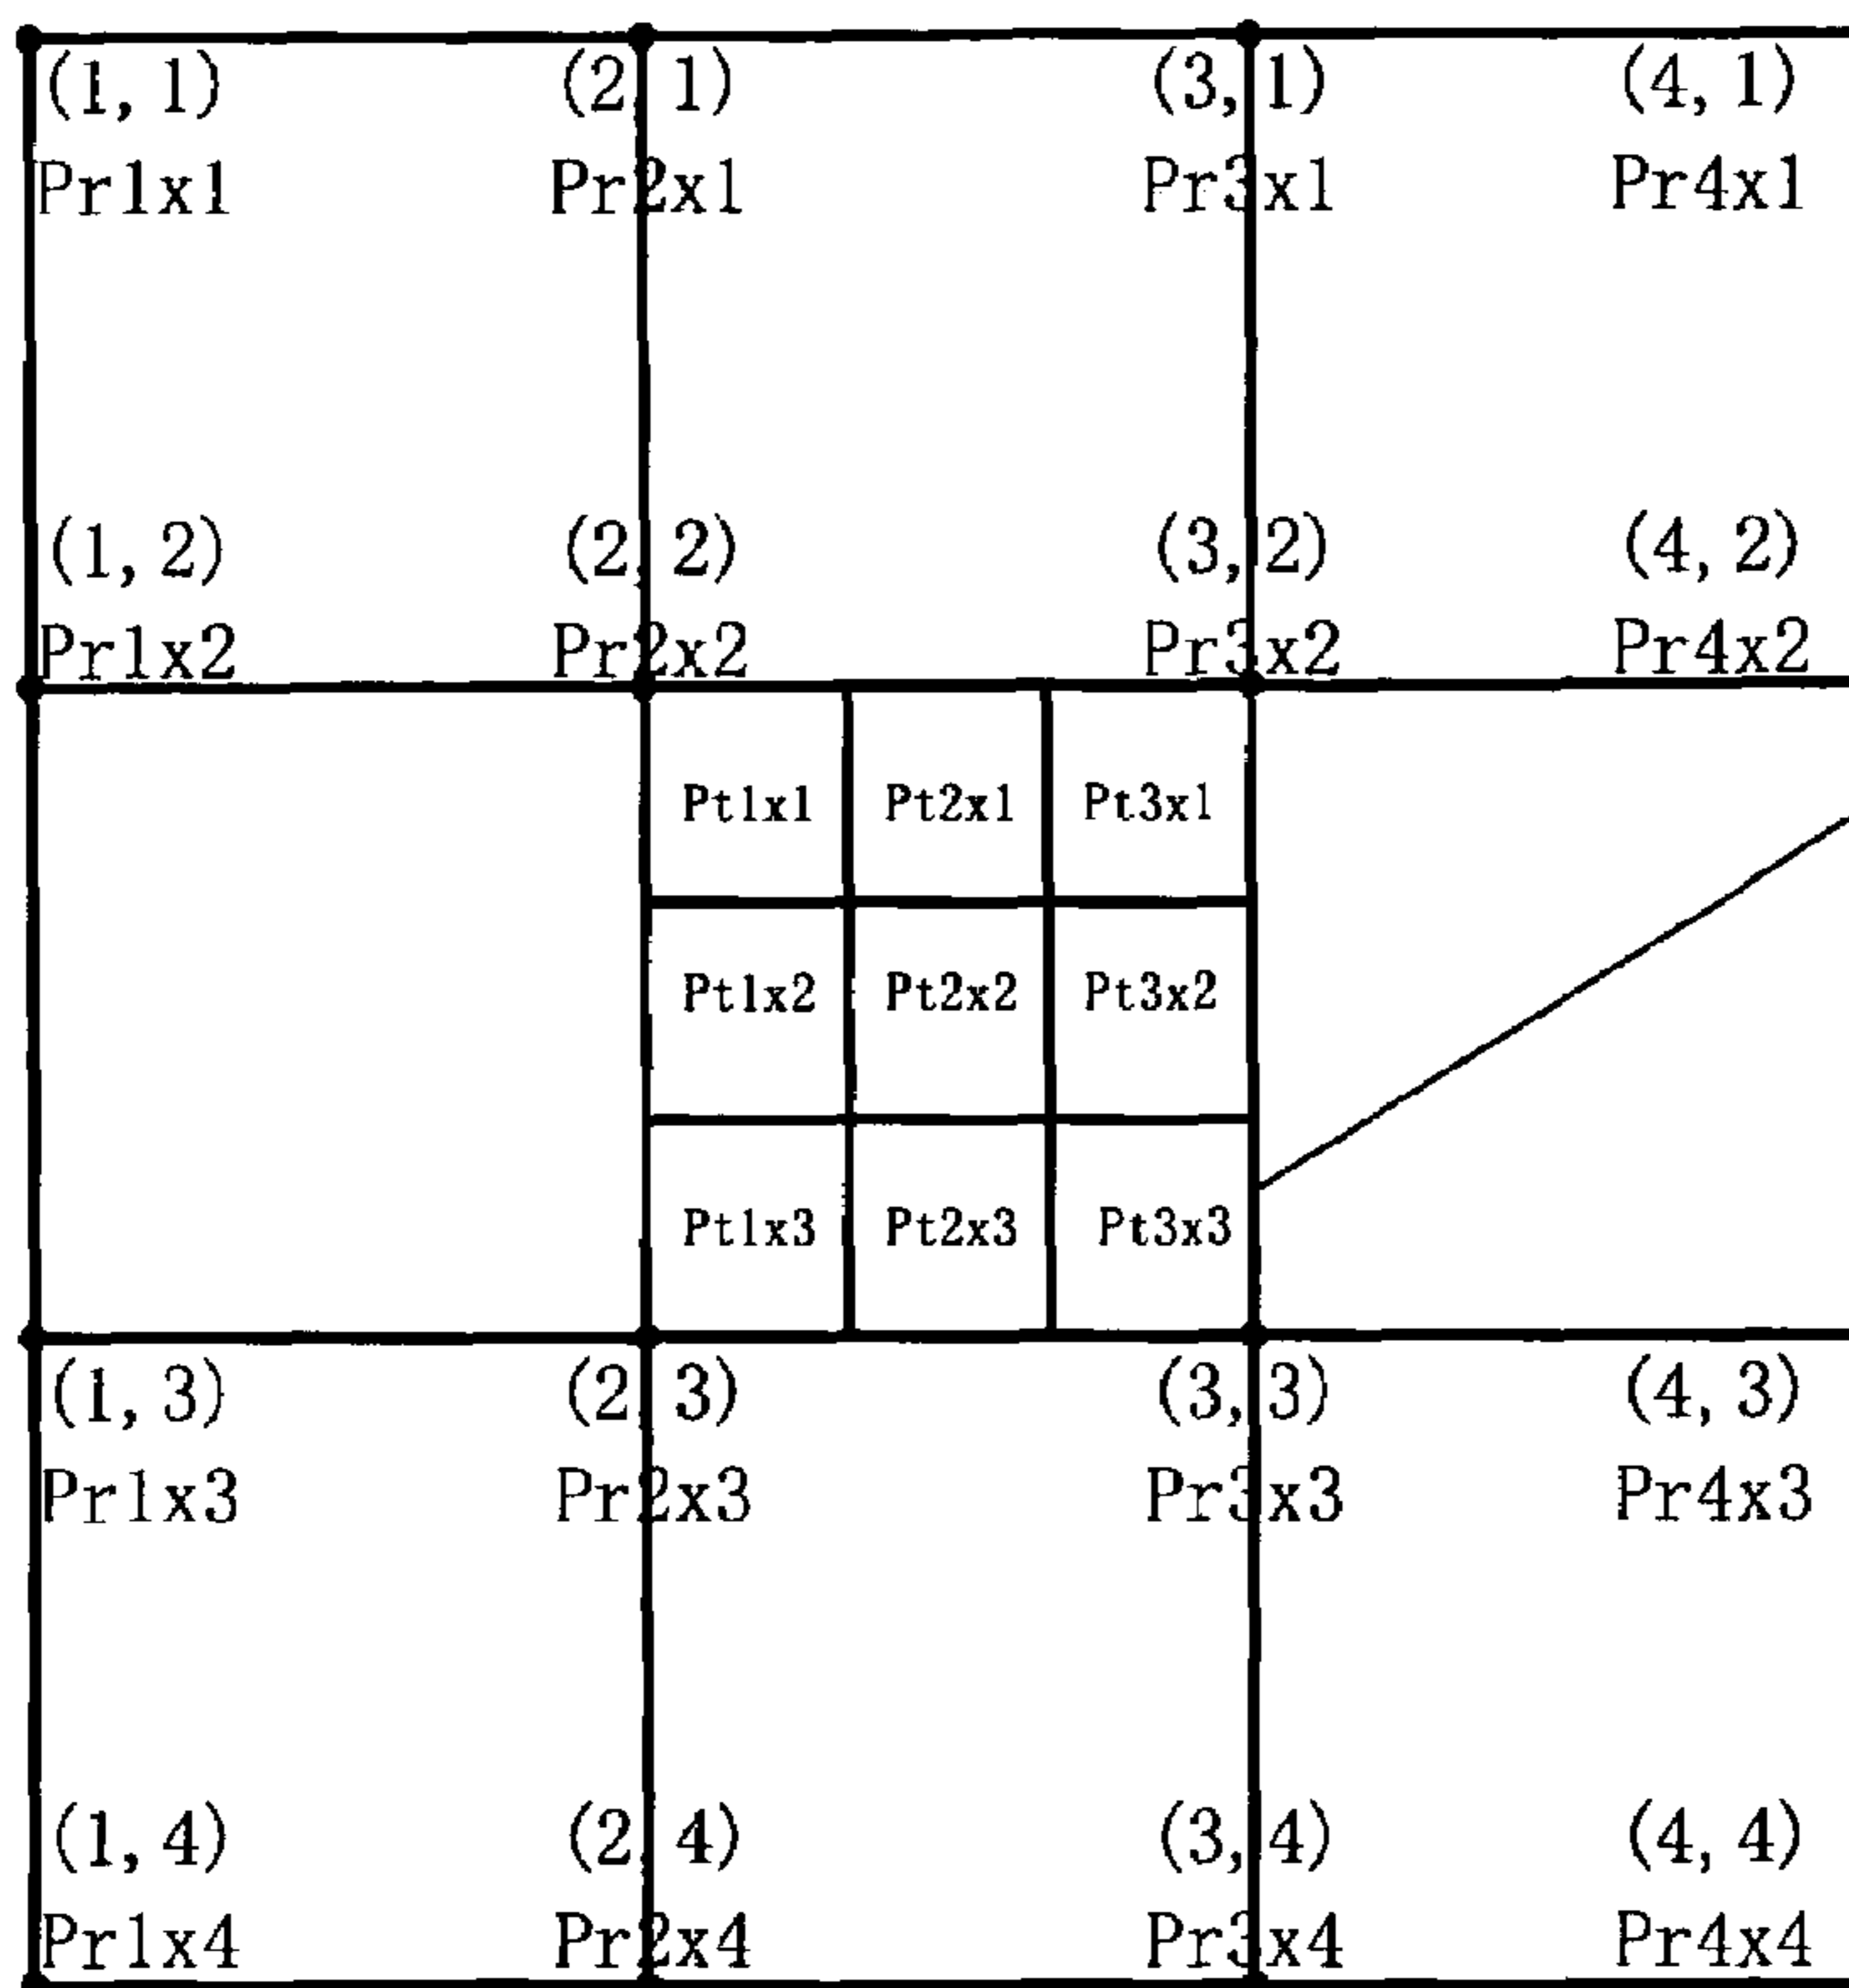 (1, 1) (2, 1) (3, 1) (4, 1)
Pr1x1 Pr2x1 Pr3x1 Pr4x1
(1, 2) (2, 2) (3, 2) (4, 2)
Pr1x2 Pr2x2 Pr3x2 Pr4x2
Pt1x1 Pt2x1 Pt3x1
Pt1x2 Pt2x2 Pt3x2
Pt1x3 Pt2x3 Pt3x3
(1, 3) (2, 3) (3, 3) (4, 3)
Pr1x3 Pr2x3 Pr3x3 Pr4x3
(1, 4) (2, 4) (3, 4) (4, 4)
Pr1x4 Pr2x4 Pr3x4 Pr4x4